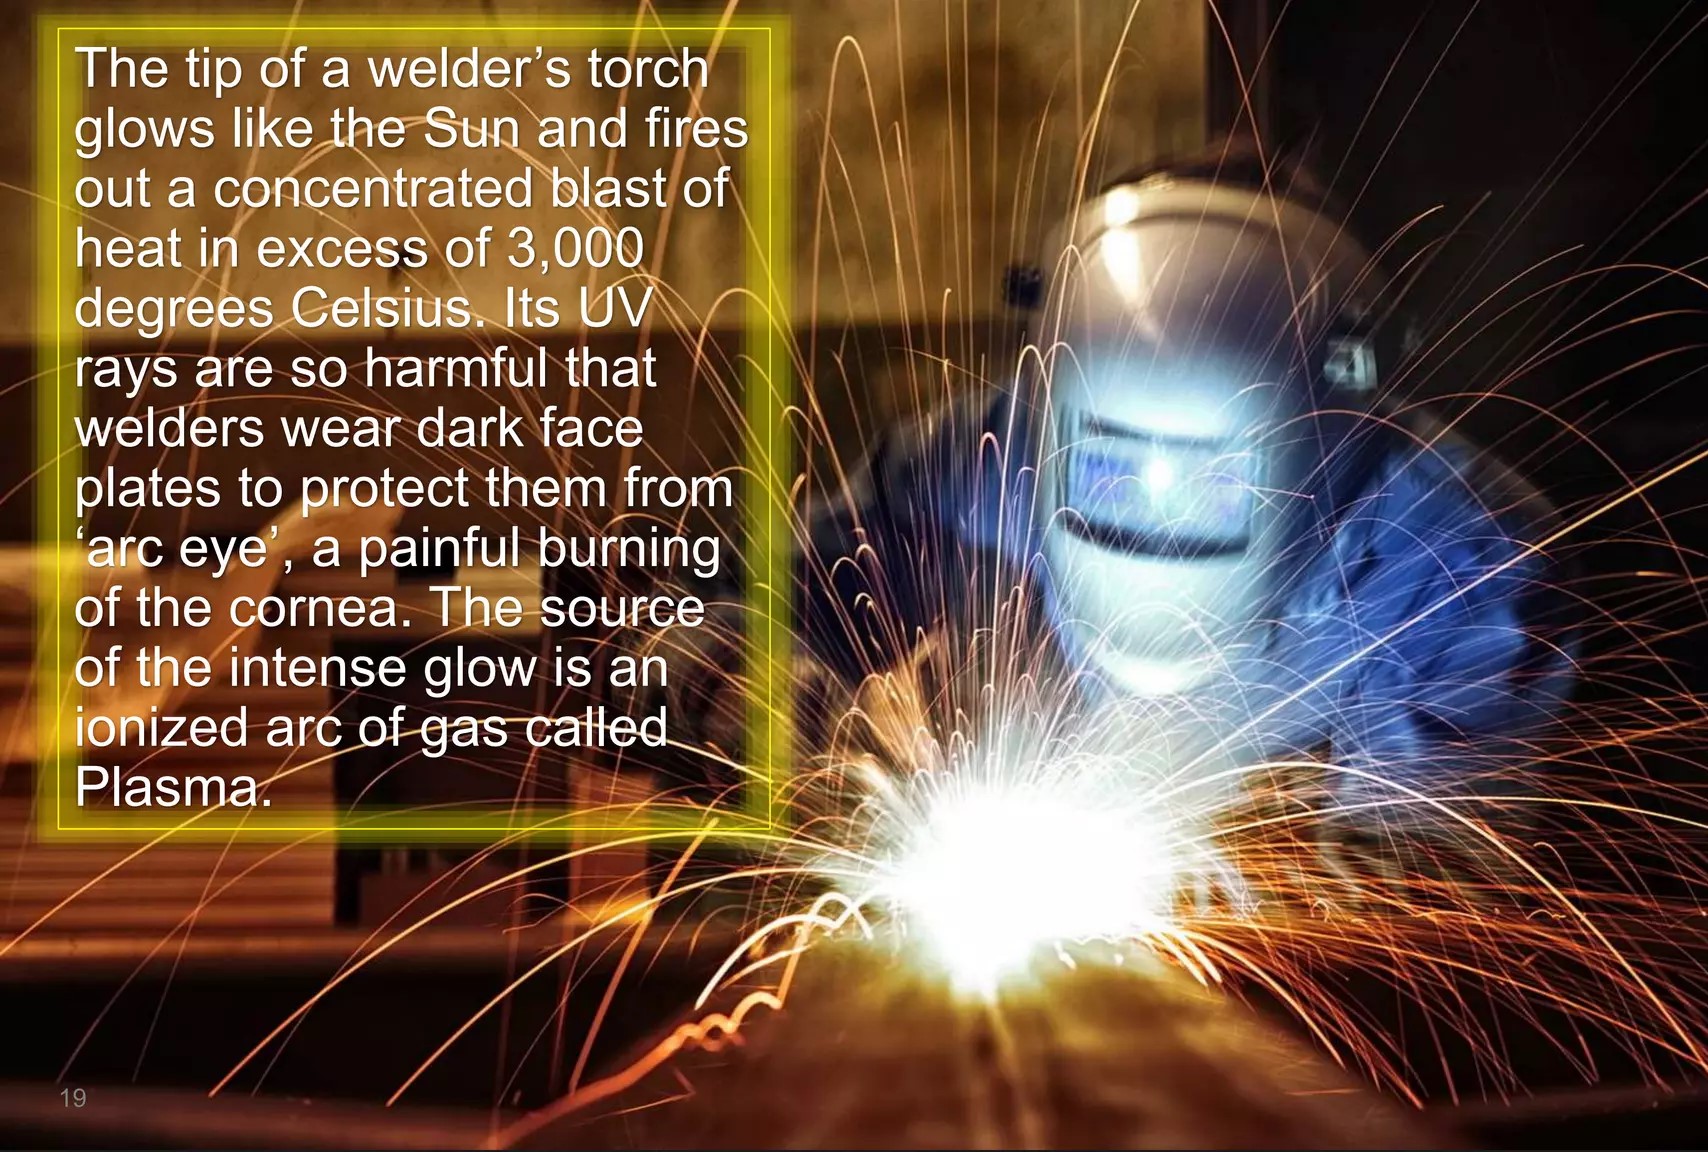 The tip of a welder’s torch
glows like the Sun and fires
out a concentrated blast of
heat in excess of 3,000
degrees Celsius. Its UV
rays are so harmful that
welders wear dark face
plates to protect them from
‘arc eye’, a painful burning
of the cornea. The source
of the intense glow is an
ionized arc of gas called
Plasma.
19